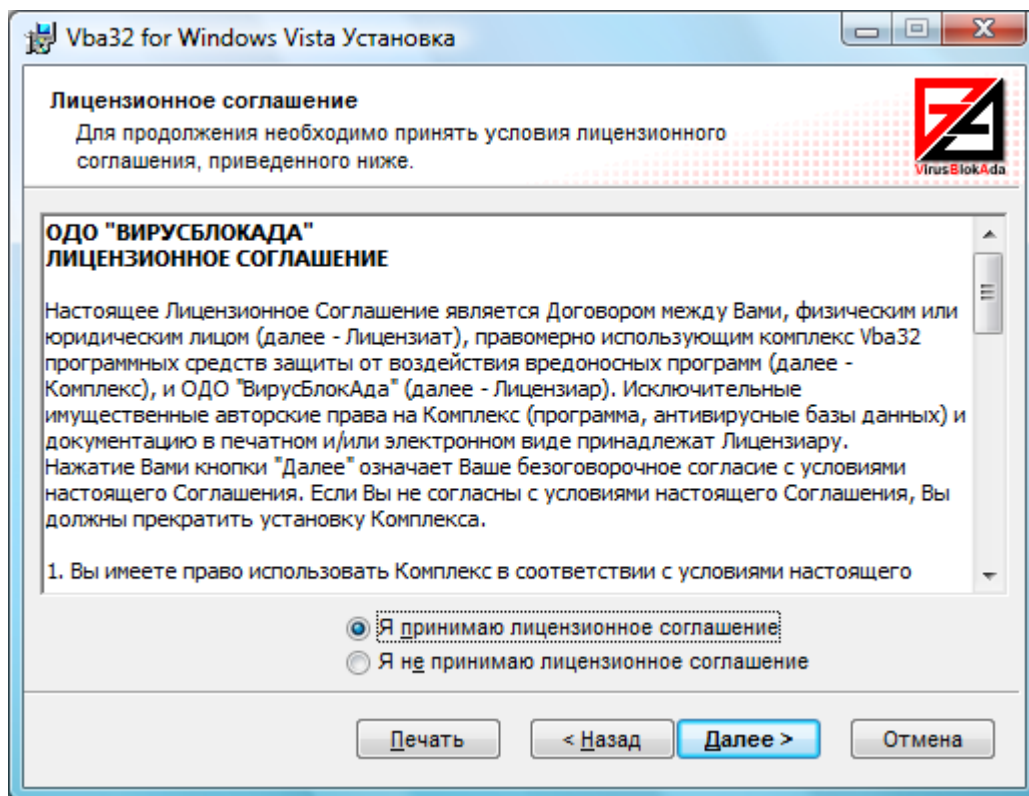 Vba32 for Windows Vista Установка
Лицензионное соглашение
Для продолжения необходимо принять условия лицензионного
соглашения, приведенного ниже.
VirusBlokAda
ОДО "ВИРУСБЛОКАДА"
ЛИЦЕНЗИОННОЕ СОГЛАШЕНИЕ
Настоящее Лицензионное Соглашение является Договором между Вами, физическим или
юридическим лицом (далее - Лицензиат), правомерно использующим комплекс Vba32
программных средств защиты от воздействия вредоносных программ (далее -
Комплекс), и ОДО "ВирусБлокАда" (далее - Лицензиар). Исключительные
имущественные авторские права на Комплекс (программа, антивирусные базы данных) и
документацию в печатном и/или электронном виде принадлежат Лицензиару.
Нажатие Вами кнопки "Далее" означает Ваше безоговорочное согласие с условиями
настоящего Соглашения. Если Вы не согласны с условиями настоящего Соглашения, Вы
должны прекратить установку Комплекса.
1. Вы имеете право использовать Комплекс в соответствии с условиями настоящего
Я принимаю лицензионное соглашение
Я не принимаю лицензионное соглашение
Печать
< Назад
Далее >
Отмена